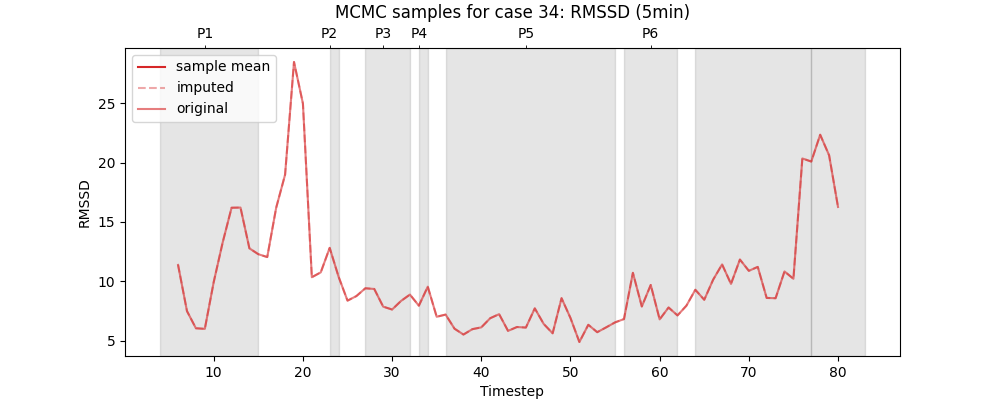 MCMC samples for case 34: RMSSD (5min)
P1 P2 P3 P4 P5 P6
sample mean
imputed
original
RMSSD
25
20
15
10
5
10 20 30 40 50 60 70 80
Timestep